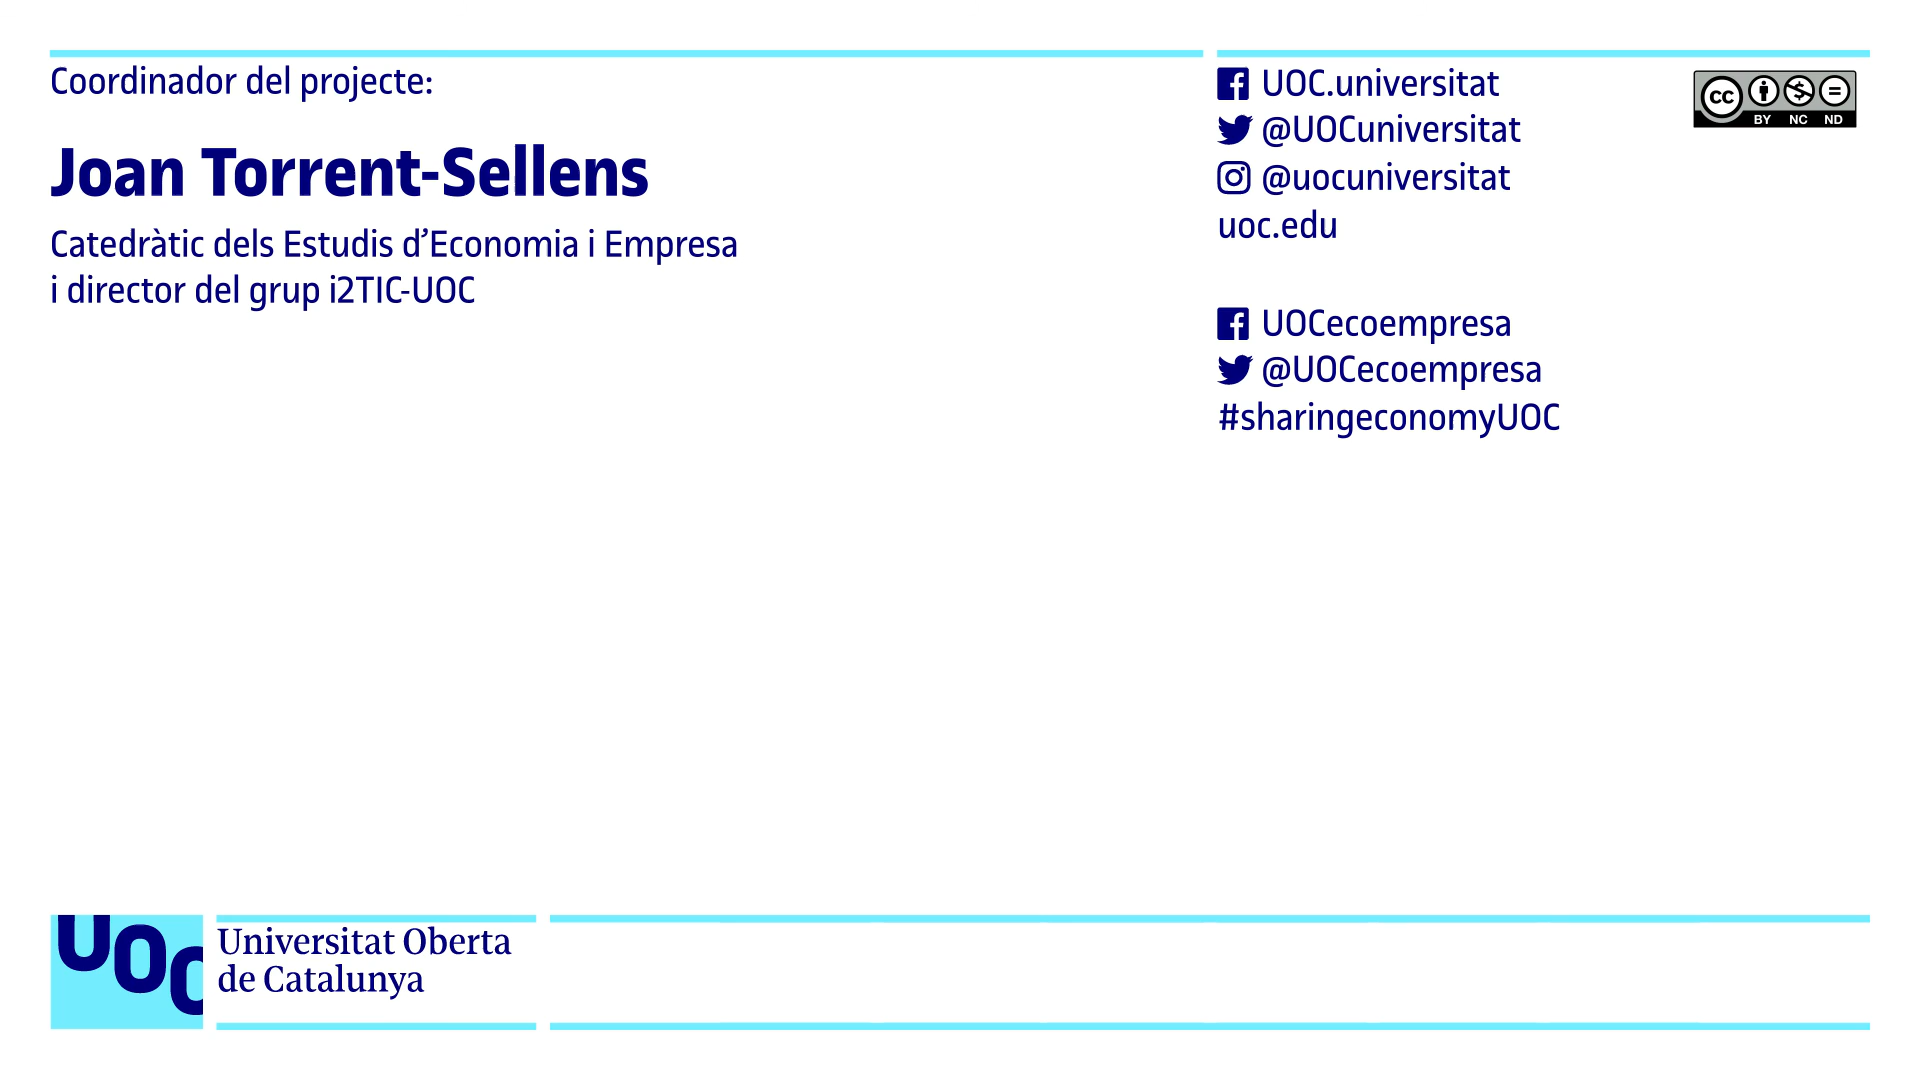 Coordinador del projecte:
Joan Torrent-Sellens
Catedràtic dels Estudis d’Economia i Empresa
i director del grup i2TIC-UOC
UOC.universitat
@UOCuniversitat
@uocuniversitat
uoc.edu
UOCecoempresa
@UOCecoempresa
#sharingeconomyUOC
cc
BY NC ND
UOC
Universitat Oberta
de Catalunya